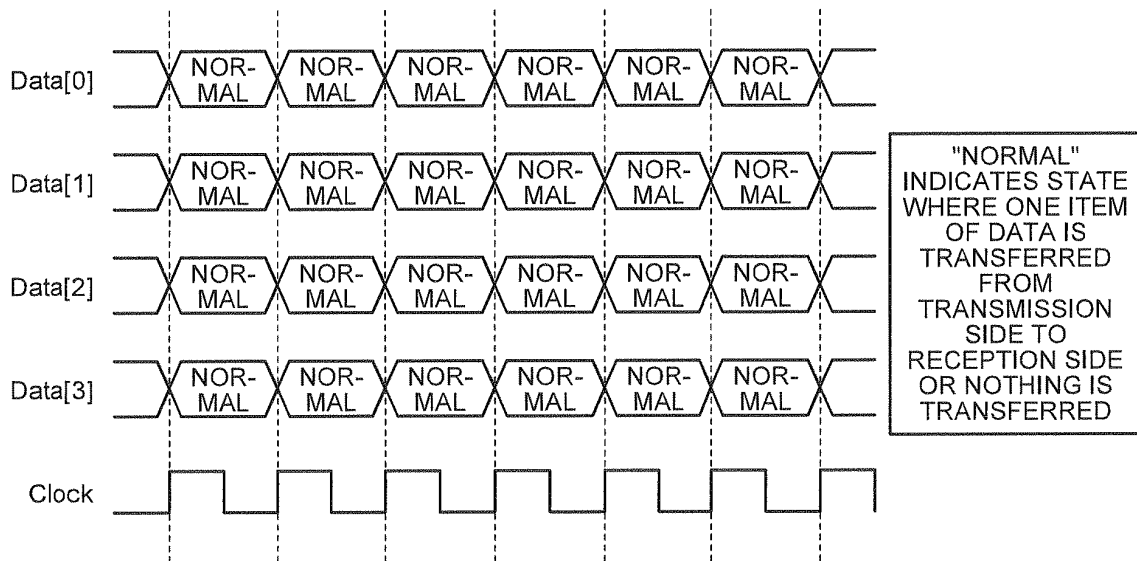 Data[0]
NOR- NOR- NOR- NOR- NOR- NOR-
MAL MAL MAL MAL MAL MAL
Data[1]
NOR- NOR- NOR- NOR- NOR- NOR-
MAL MAL MAL MAL MAL MAL
Data[2]
NOR- NOR- NOR- NOR- NOR- NOR-
MAL MAL MAL MAL MAL MAL
Data[3]
NOR- NOR- NOR- NOR- NOR- NOR-
MAL MAL MAL MAL MAL MAL
Clock
"NORMAL"
INDICATES STATE
WHERE ONE ITEM
OF DATA IS
TRANSFERRED
FROM
TRANSMISSION
SIDE TO
RECEPTION SIDE
OR NOTHING IS
TRANSFERRED